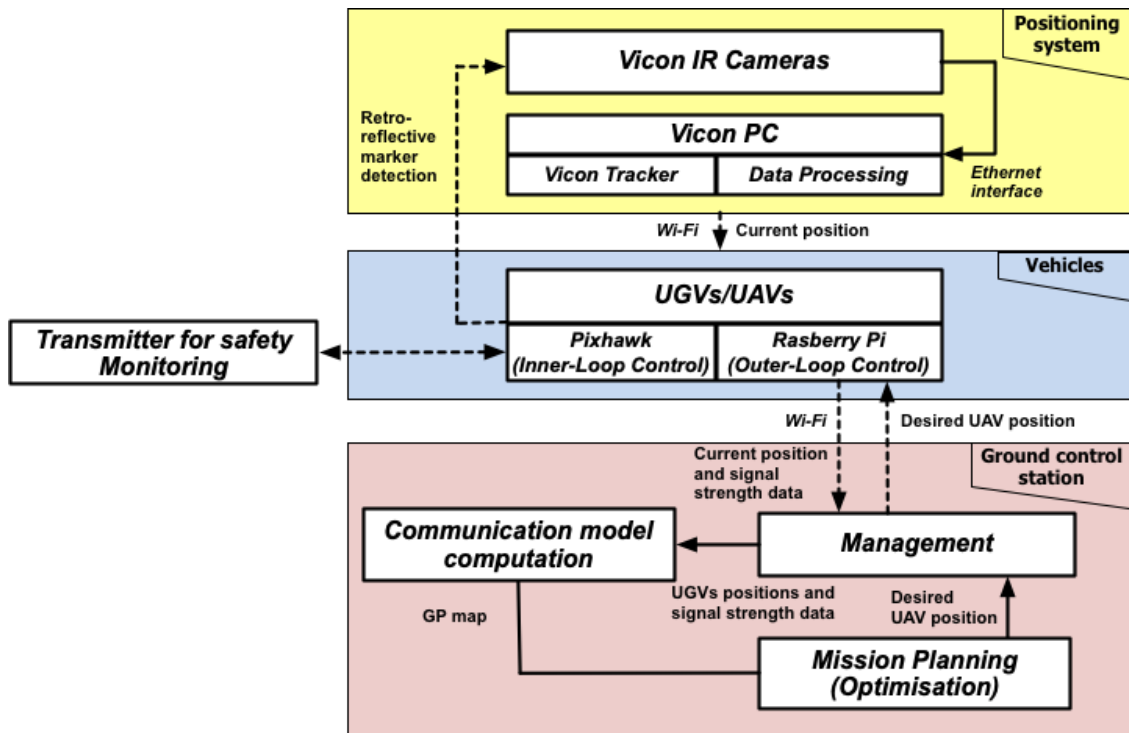 Positioning
system
Vicon IR Cameras
Retro-
reflective
marker
detection
Vicon PC
Vicon Tracker
Data Processing
Ethernet
interface
Wi-Fi
Current position
Vehicles
UGVs/UAVs
Transmitter for safety
Monitoring
Pixhawk
(Inner-Loop Control)
Rasberry Pi
(Outer-Loop Control)
Wi-Fi
Desired UAV position
Current position
and signal
strength data
Ground control
station
Communication model
computation
Management
UGVs positions and
signal strength data
Desired
UAV position
GP map
Mission Planning
(Optimisation)